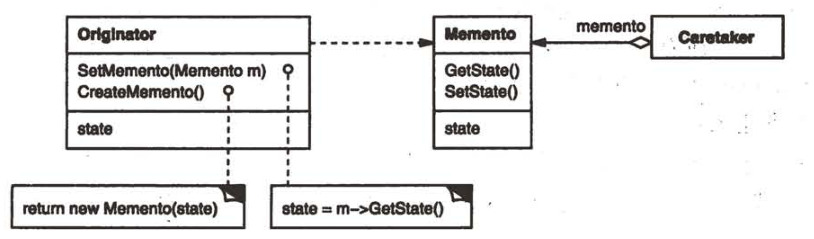 Originator
SetMemento(Memento m)
CreateMemento()
state
Memento
GetState()
SetState()
state
memento
Caretaker
return new Memento(state)
state = m->GetState()